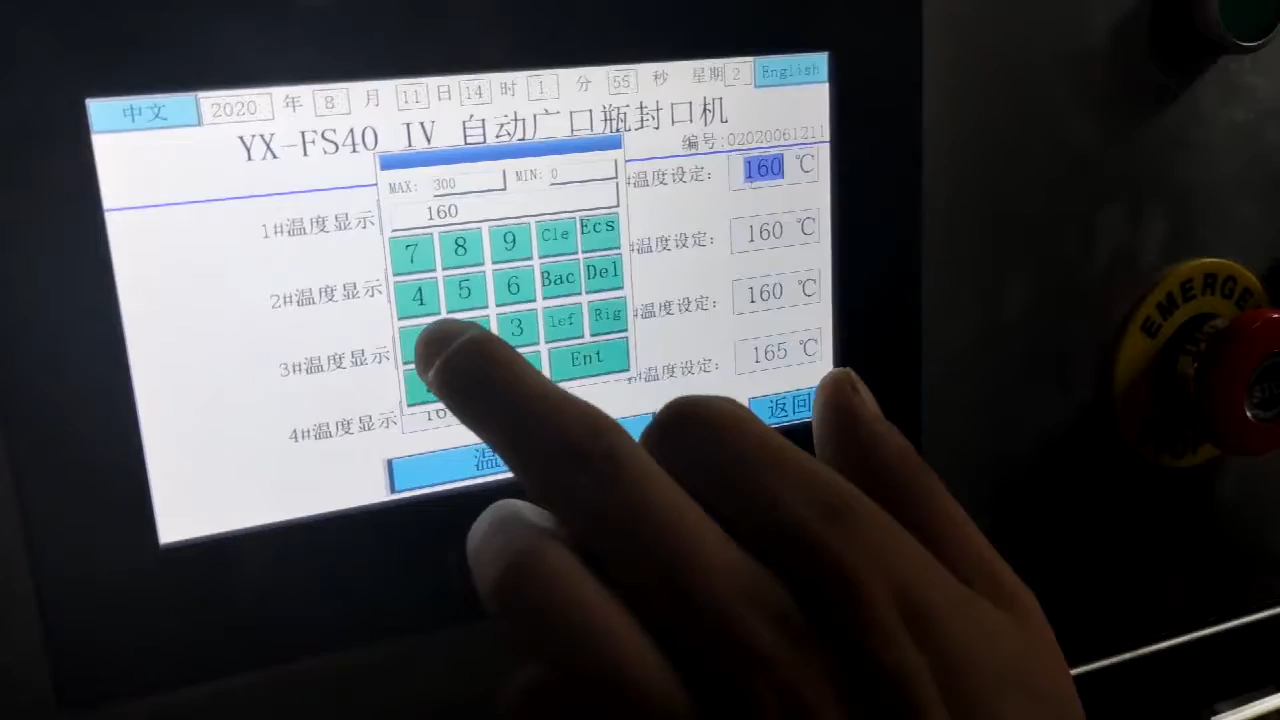 中文 2020 年 8 月 11 日 14 时 1 分 55 秒 星期 2 English
YX-FS40 IV 自动广口瓶封口机
编号:02020061211
MAX: 300 MIN: 0
160
7 8 9 Cle Ecs
4 5 6 Bac Del
3 lef Rig
Ent
1#温度显示
2#温度显示
3#温度显示
4#温度显示
#温度设定: 160 ℃
#温度设定: 160 ℃
#温度设定: 160 ℃
#温度设定: 165 ℃
温
返回
EMERGE